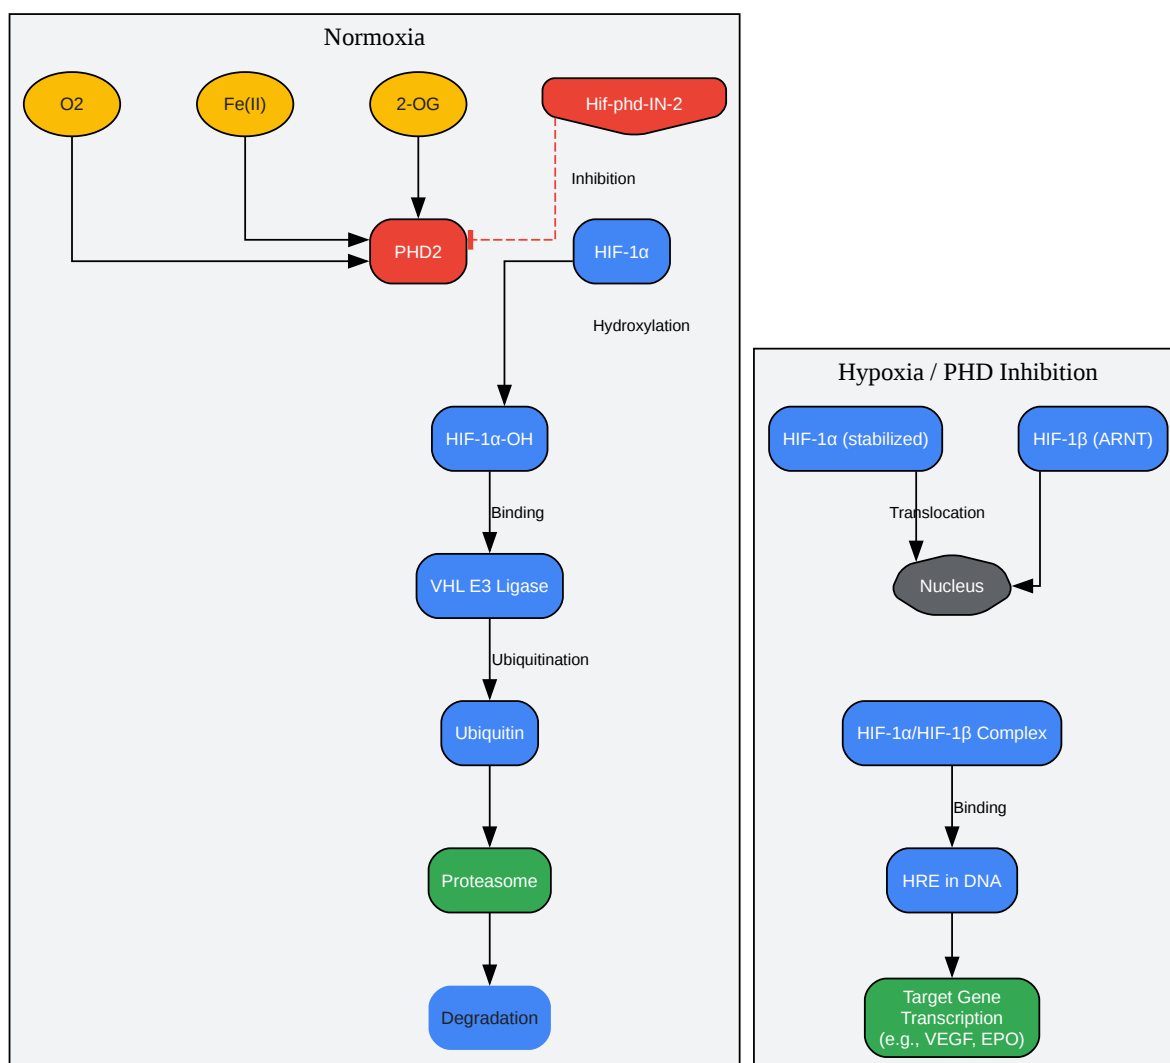 Normoxia
O2
Fe(II)
2-OG
Hif-phd-IN-2
Inhibition
PHD2
HIF-1α
Hydroxylation
HIF-1α-OH
Binding
VHL E3 Ligase
Ubiquitination
Ubiquitin
Proteasome
Degradation
Hypoxia / PHD Inhibition
HIF-1α (stabilized)
HIF-1β (ARNT)
Translocation
Nucleus
HIF-1α/HIF-1β Complex
Binding
HRE in DNA
Target Gene
Transcription
(e.g., VEGF, EPO)